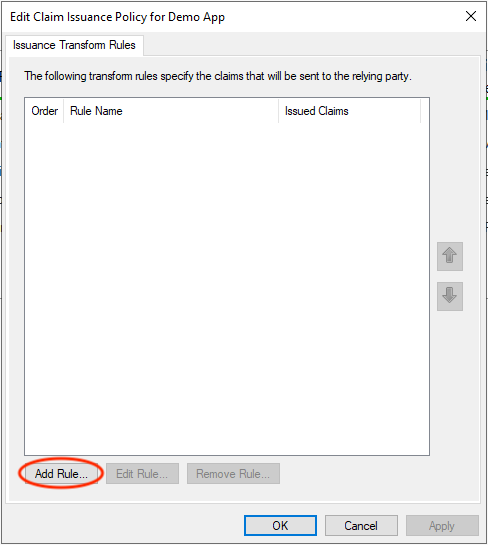 Edit Claim Issuance Policy for Demo App
Issuance Transform Rules
The following transform rules specify the claims that will be sent to the relying party.
Order Rule Name Issued Claims
Add Rule... Edit Rule... Remove Rule...
OK Cancel Apply